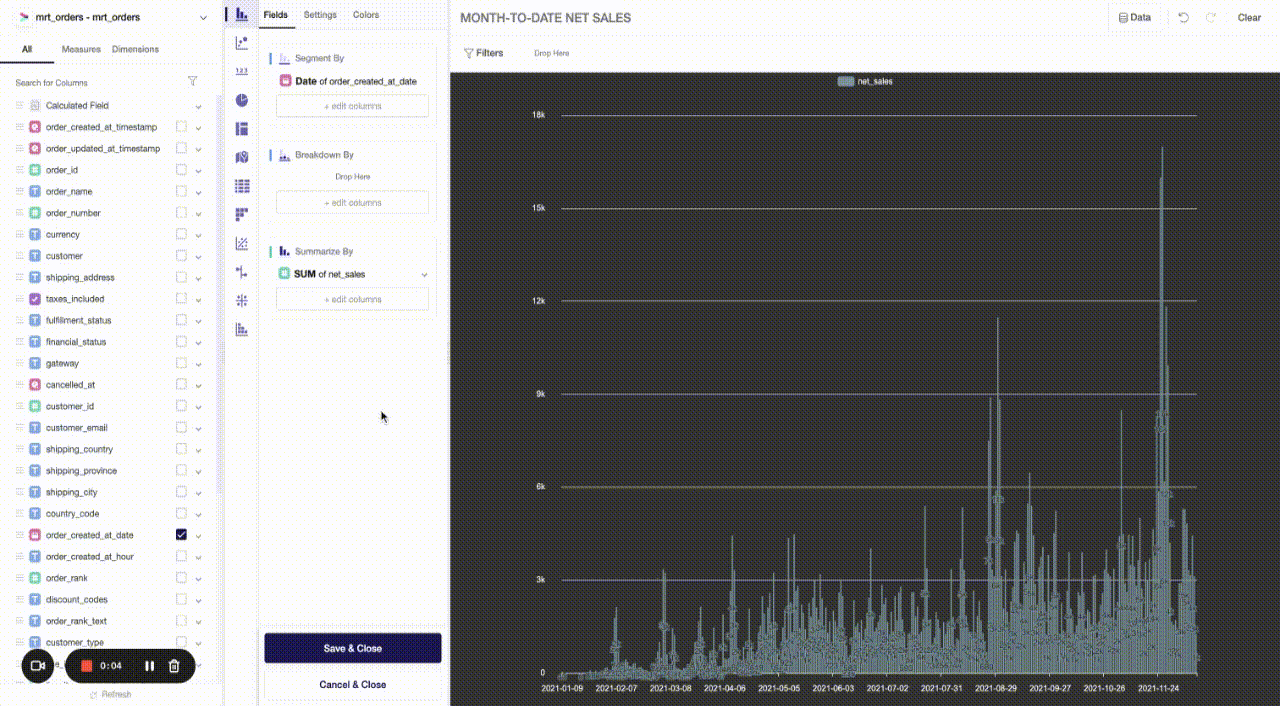 mrt_orders - mrt_orders
All Measures Dimensions
Search for Columns
Calculated Field
order_created_at_timestamp
order_updated_at_timestamp
order_id
order_name
order_number
currency
customer
shipping_address
taxes_included
fulfillment_status
financial_status
gateway
cancelled_at
customer_id
customer_email
shipping_country
shipping_province
shipping_city
country_code
order_created_at_date
order_created_at_hour
order_rank
discount_codes
order_rank_text
customer_type
0:04
Refresh
123
Fields Settings Colors
Segment By
Date of order_created_at_date
+ edit columns
Breakdown By
Drop Here
+ edit columns
Summarize By
SUM of net_sales
+ edit columns
Save & Close
Cancel & Close
MONTH-TO-DATE NET SALES
Data
Clear
Filters Drop Here
net_sales
18k
15k
12k
9k
6k
3k
0
2021-01-09 2021-02-07 2021-03-08 2021-04-06 2021-05-05 2021-06-03 2021-07-02 2021-07-31 2021-08-29 2021-09-27 2021-10-26 2021-11-24